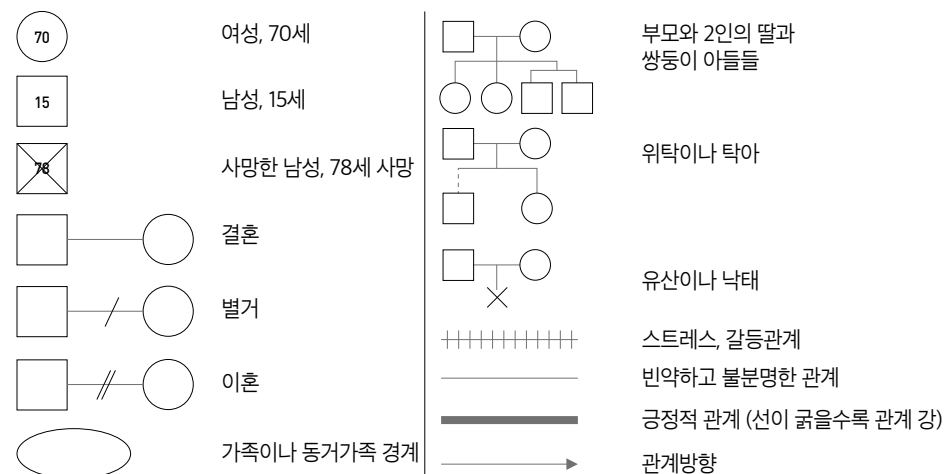 70
여성, 70세
15
남성, 15세
78
사망한 남성, 78세 사망
결혼
별거
이혼
가족이나 동거가족 경계
부모와 2인의 딸과
쌍둥이 아들들
위탁이나 탁아
유산이나 낙태
스트레스, 갈등관계
빈약하고 불분명한 관계
긍정적 관계 (선이 굵을수록 관계 강)
관계방향